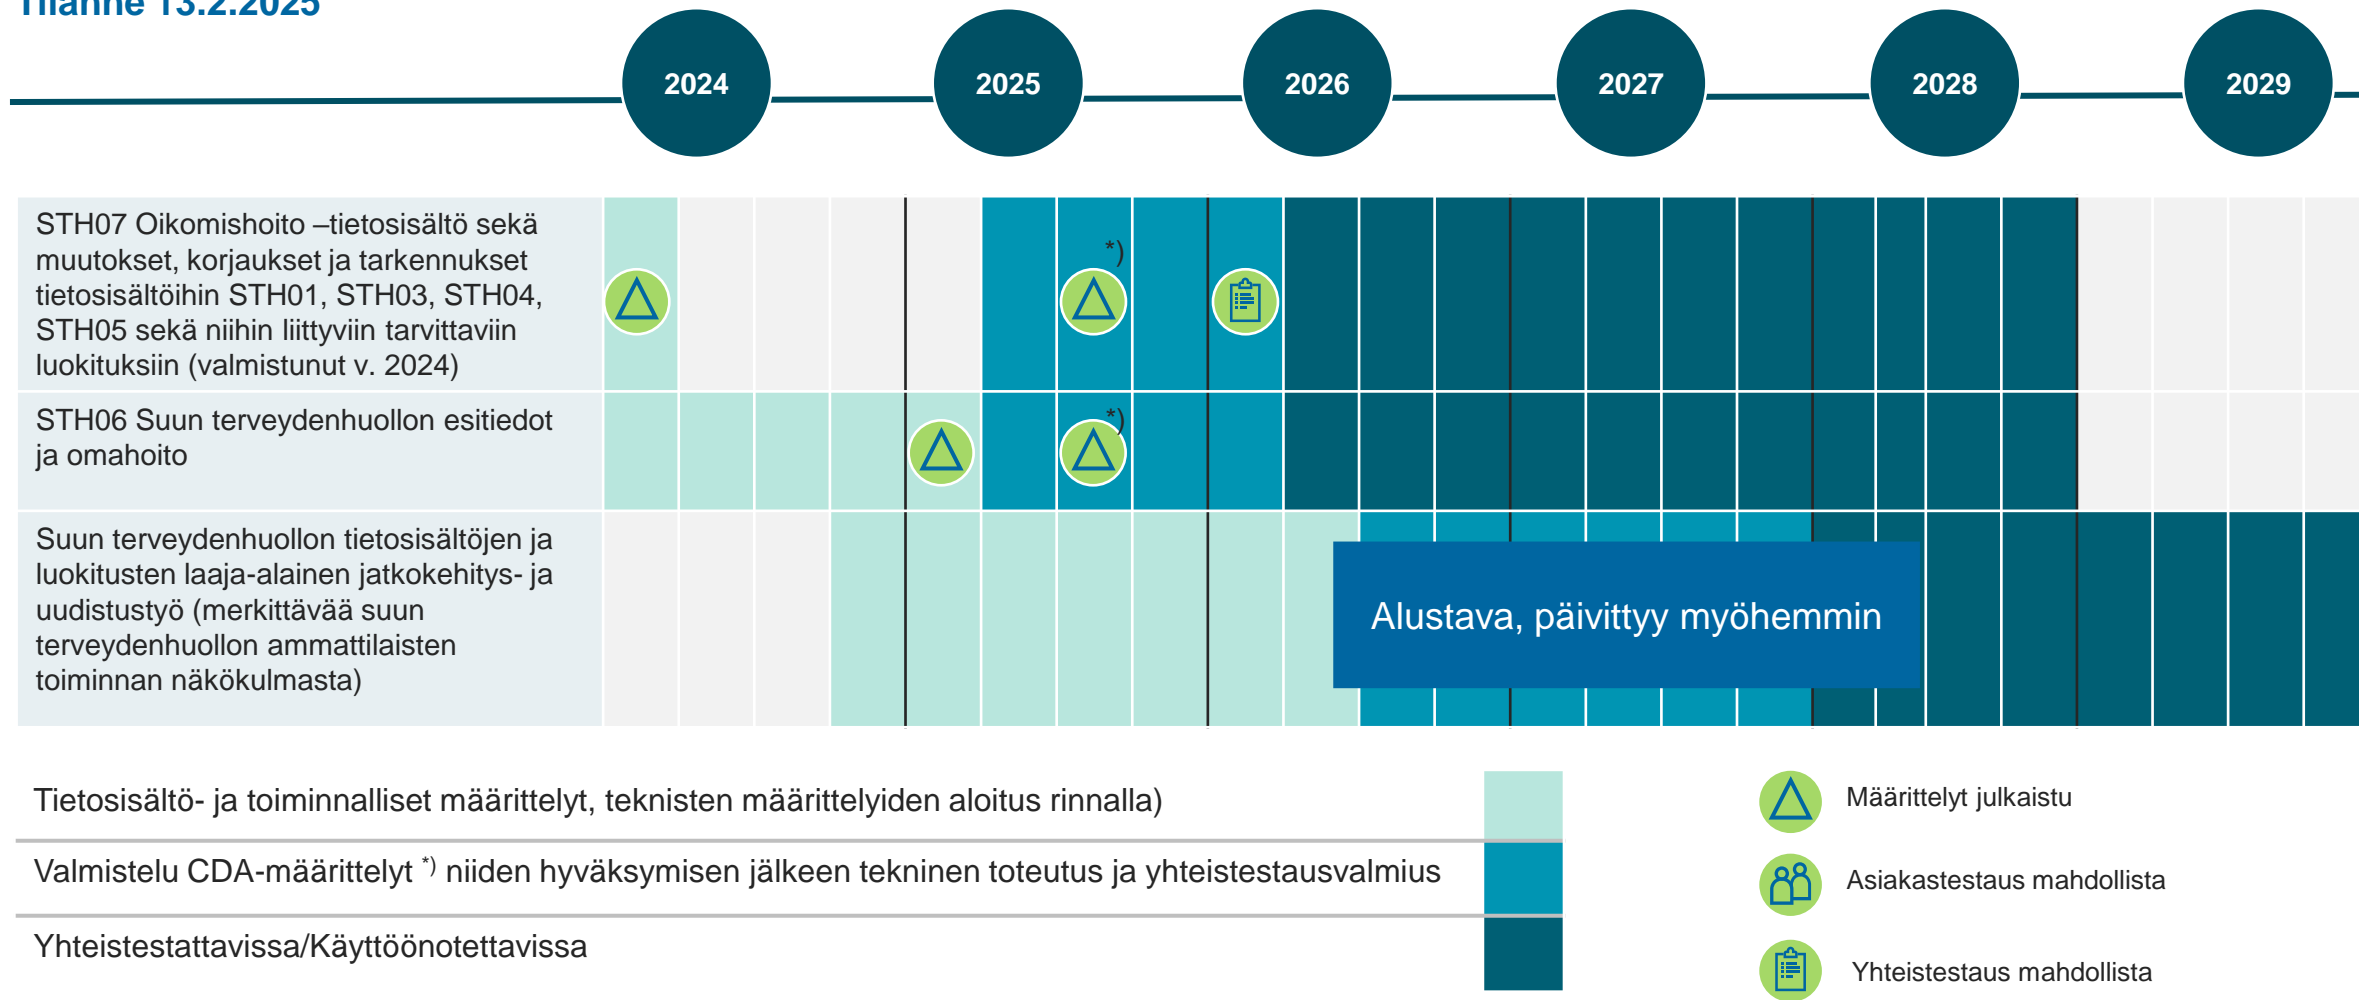 Tilanne 13.2.2025
2024
2025
2026
2027
2028
2029
STH07 Oikomishoito –tietosisältö sekä
muutokset, korjaukset ja tarkennukset
tietosisältöihin STH01, STH03, STH04,
STH05 sekä niihin liittyviin tarvittaviin
luokituksiin (valmistunut v. 2024)
*)
STH06 Suun terveydenhuollon esitiedot
ja omahoito
*)
Suun terveydenhuollon tietosisältöjen ja
luokitusten laaja-alainen jatkokehitys- ja
uudistustyö (merkittävää suun
terveydenhuollon ammattilaisten
toiminnan näkökulmasta)
Alustava, päivittyy myöhemmin
Tietosisältö- ja toiminnalliset määrittelyt, teknisten määrittelyiden aloitus rinnalla)
Valmistelu CDA-määrittelyt *) niiden hyväksymisen jälkeen tekninen toteutus ja yhteistestausvalmius
Yhteistestattavissa/Käyttöönotettavissa
Määrittelyt julkaistu
Asiakastestaus mahdollista
Yhteistestaus mahdollista